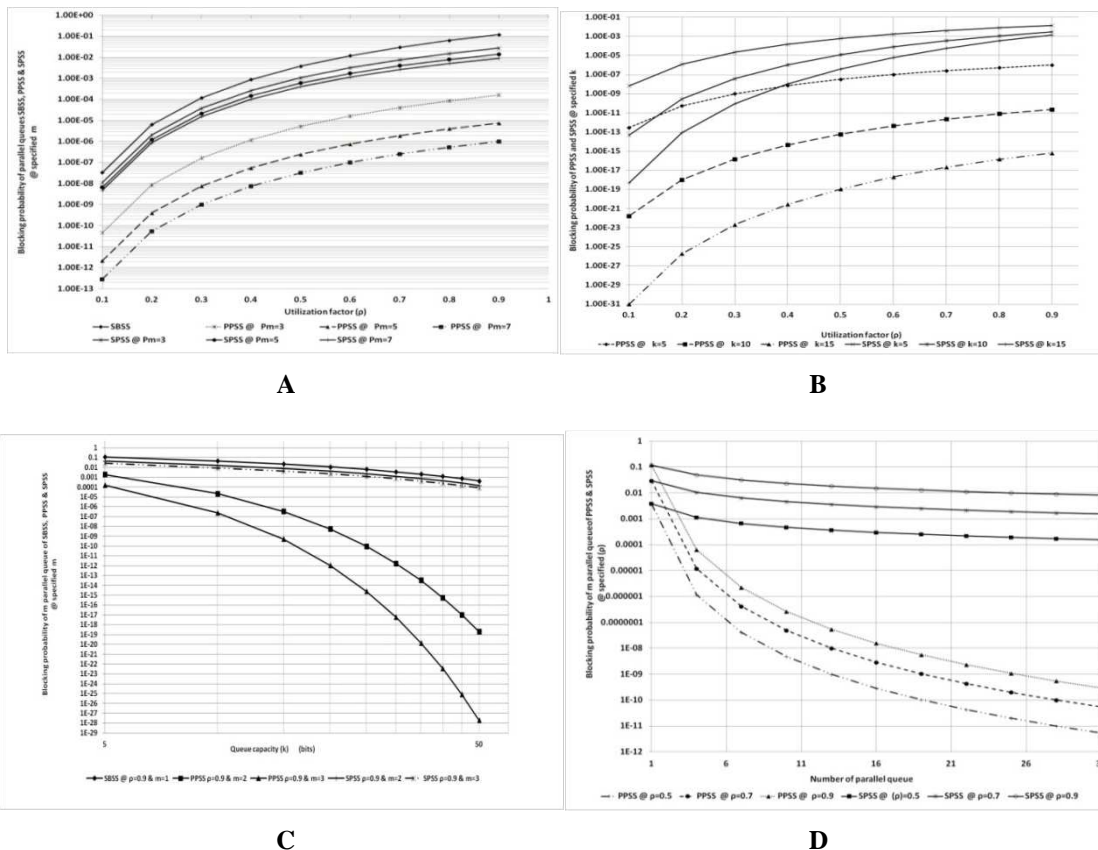 Blocking probability of parallel queues SBSS, PPSS & SPSS
@ specified m
1.00E+00
1.00E-01
1.00E-02
1.00E-03
1.00E-04
1.00E-05
1.00E-06
1.00E-07
1.00E-08
1.00E-09
1.00E-10
1.00E-11
1.00E-12
1.00E-13
0.1 0.2 0.3 0.4 0.5 0.6 0.7 0.8 0.9 1
Utilization factor (ρ)
SBSS PPSS @ Pm=3 PPSS @ Pm=5 PPSS @ Pm=7
SPSS @ Pm=3 SPSS @ Pm=5 SPSS @ Pm=7
A
Blocking probability of PPSS and SPSS @ specified k
1.00E-01
1.00E-03
1.00E-05
1.00E-07
1.00E-09
1.00E-11
1.00E-13
1.00E-15
1.00E-17
1.00E-19
1.00E-21
1.00E-23
1.00E-25
1.00E-27
1.00E-29
1.00E-31
0.1 0.2 0.3 0.4 0.5 0.6 0.7 0.8 0.9
Utilization factor (ρ)
PPSS @ k=5 PPSS @ k=10 PPSS @ k=15 SPSS @ k=5 SPSS @ k=10 SPSS @ k=15
B
Blocking probability of m parallel queue of SBSS, PPSS & SPSS
@ specified m
1
0.1
0.01
0.001
0.0001
1E-05
1E-06
1E-07
1E-08
1E-09
1E-10
1E-11
1E-12
1E-13
1E-14
1E-15
1E-16
1E-17
1E-18
1E-19
1E-20
1E-21
1E-22
1E-23
1E-24
1E-25
1E-26
1E-27
1E-28
1E-29
5 50
Queue capacity (k) (bits)
SBSS @ ρ=0.9 & m=1 PPSS ρ=0.9 & m=2 PPSS ρ=0.9 & m=3 SPSS ρ=0.9 & m=2 SPSS ρ=0.9 & m=3
C
Blocking probability of m parallel queue of PPSS & SPSS
@ specified (ρ)
1
0.1
0.01
0.001
0.0001
0.00001
0.000001
0.0000001
1E-08
1E-09
1E-10
1E-11
1E-12
1 6 11 16 21 26
Number of parallel queue
PPSS @ ρ=0.5 PPSS @ ρ=0.7 PPSS @ ρ=0.9 SPSS @ (ρ)=0.5 SPSS @ ρ=0.7 SPSS @ ρ=0.9
D